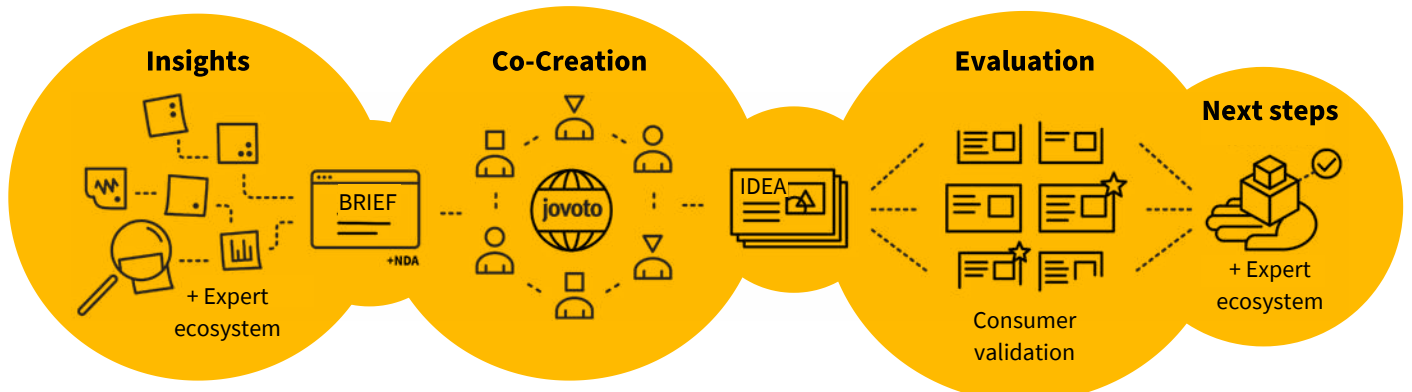 Insights
Co-Creation
Evaluation
Next steps
BRIEF
+NDA
jovoto
IDEA
+ Expert
ecosystem
Consumer
validation
+ Expert
ecosystem